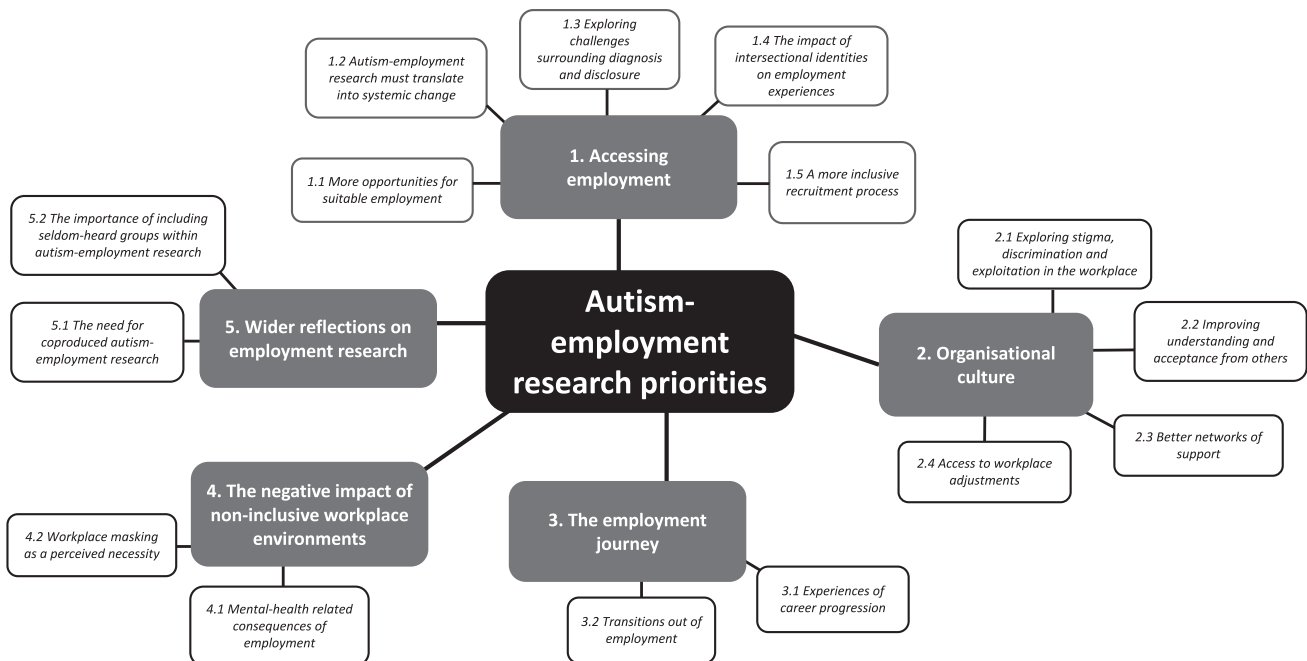 Autism-
employment
research priorities
1. Accessing
employment
1.1 More opportunities for
suitable employment
1.2 Autism-employment
research must translate
into systemic change
1.3 Exploring
challenges
surrounding diagnosis
and disclosure
1.4 The impact of
intersectional identities
on employment
experiences
1.5 A more inclusive
recruitment process
2. Organisational
culture
2.1 Exploring stigma,
discrimination and
exploitation in the workplace
2.2 Improving
understanding and
acceptance from others
2.3 Better networks of
support
2.4 Access to workplace
adjustments
3. The employment
journey
3.1 Experiences of
career progression
3.2 Transitions out of
employment
4. The negative impact of
non-inclusive workplace
environments
4.1 Mental-health related
consequences of
employment
4.2 Workplace masking
as a perceived necessity
5. Wider reflections on
employment research
5.1 The need for
coproduced autism-
employment research
5.2 The importance of including
seldom-heard groups within
autism-employment research